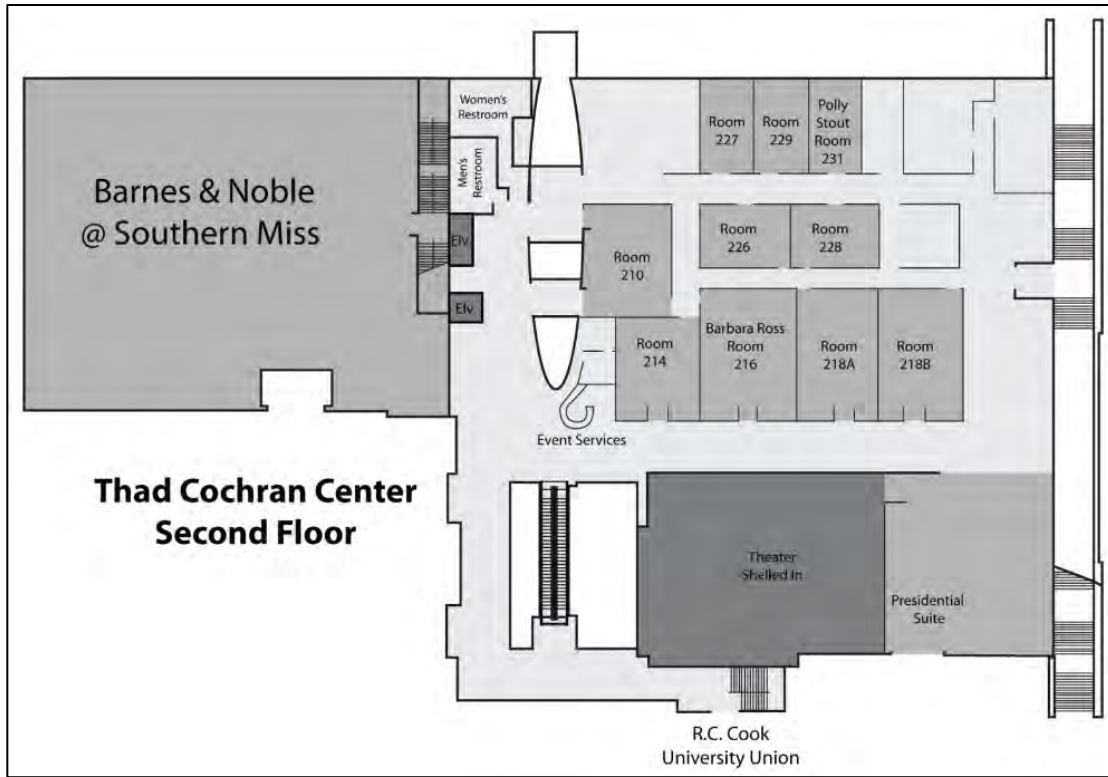 Women's
Restroom
Men's
Restroom
Barnes & Noble
@ Southern Miss
Elv.
Elv.
Room
227
Room
229
Polly
Stout
Room
231
Room
226
Room
228
Room
210
Room
214
Barbara Ross
Room
216
Room
218A
Room
218B
Event Services
Thad Cochran Center
Second Floor
Theater
Shelled In
Presidential
Suite
R.C. Cook
University Union